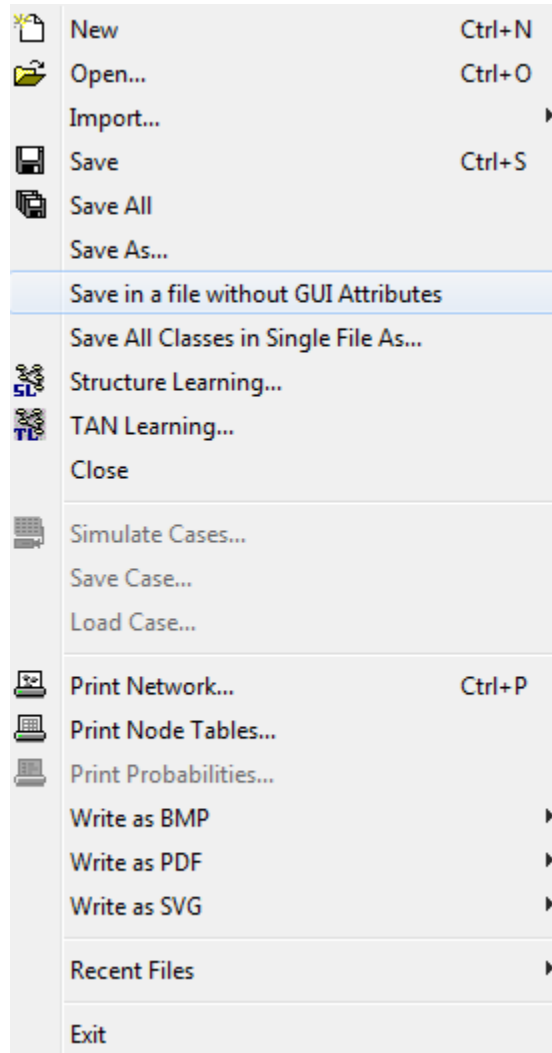 New Ctrl+N
Open... Ctrl+O
Import...
Save Ctrl+S
Save All
Save As...
Save in a file without GUI Attributes
Save All Classes in Single File As...
SL Structure Learning...
TL TAN Learning...
Close
Simulate Cases...
Save Case...
Load Case...
Print Network... Ctrl+P
Print Node Tables...
Print Probabilities...
Write as BMP
Write as PDF
Write as SVG
Recent Files
Exit